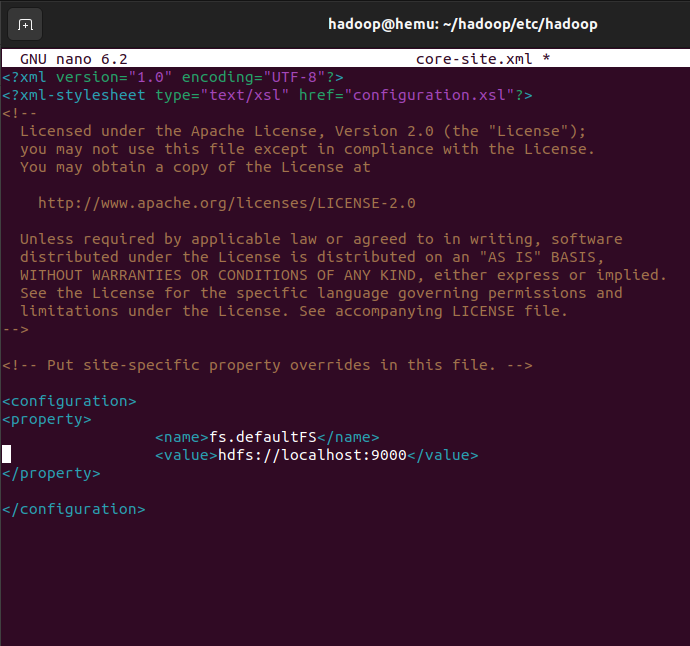 hadoop@hemu: ~/hadoop/etc/hadoop
GNU nano 6.2 core-site.xml *
<?xml version="1.0" encoding="UTF-8"?>
<?xml-stylesheet type="text/xsl" href="configuration.xsl"?>
<!--
Licensed under the Apache License, Version 2.0 (the "License");
you may not use this file except in compliance with the License.
You may obtain a copy of the License at
http://www.apache.org/licenses/LICENSE-2.0
Unless required by applicable law or agreed to in writing, software
distributed under the License is distributed on an "AS IS" BASIS,
WITHOUT WARRANTIES OR CONDITIONS OF ANY KIND, either express or implied.
See the License for the specific language governing permissions and
limitations under the License. See accompanying LICENSE file.
-->
<!-- Put site-specific property overrides in this file. -->
<configuration>
<property>
<name>fs.defaultFS</name>
<value>hdfs://localhost:9000</value>
</property>
</configuration>